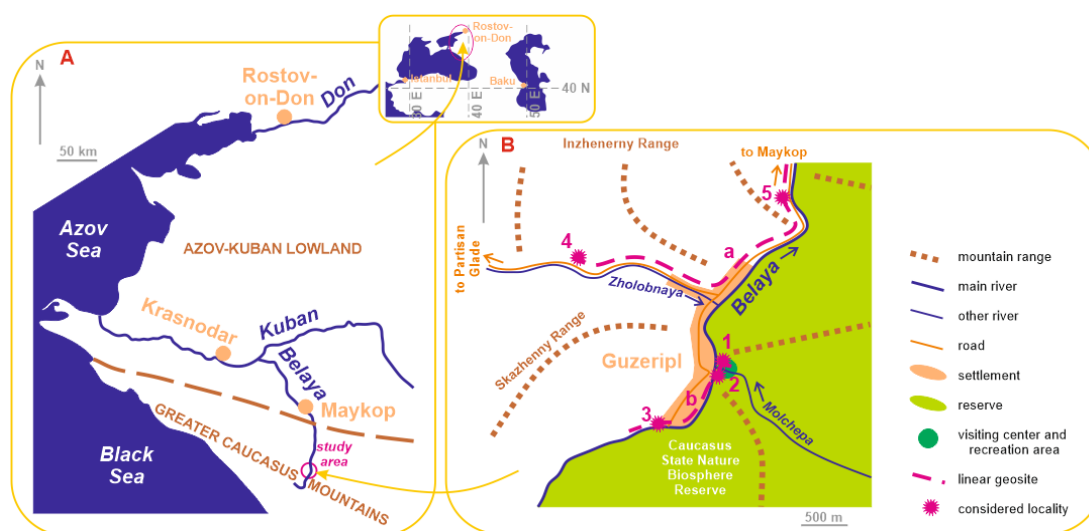 A
N
50 km
Rostov-
on-Don
Don
Azov
Sea
AZOV-KUBAN LOWLAND
Krasnodar
Kuban
Belaya
Maykop
GREATER CAUCASUS MOUNTAINS
study
area
Black
Sea
Rostov-
on-Don
Istanbul
Baku
40 N
30 E
40 E
50 E
B
N
Inzhenerny Range
to Maykop
5
4
a
to Partisan
Glade
Zholobnaya
Belaya
Skazhenny Range
Guzeripl
1
2
b
3
Molchepa
Caucasus
State Nature
Biosphere
Reserve
500 m
mountain range
main river
other river
road
settlement
reserve
visiting center and
recreation area
linear geosite
considered locality